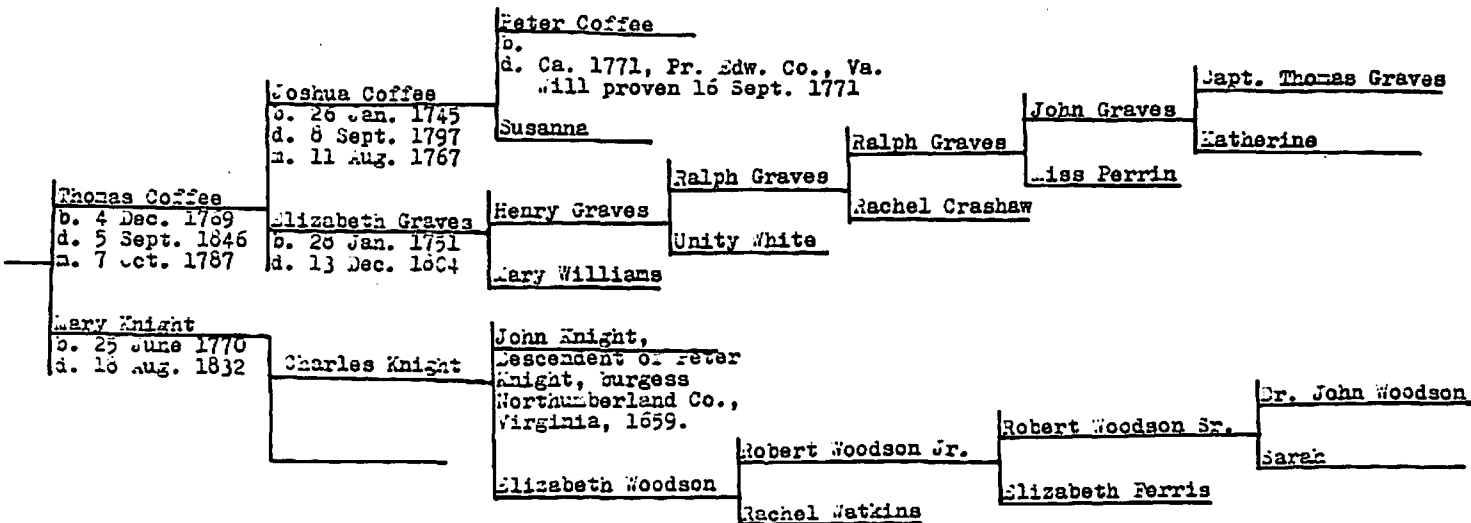 Peter Coffee
b.
d. Ca. 1771, Pr. Edw. Co., Va.
Will proven 16 Sept. 1771
Susanna
Joshua Coffee
b. 26 Jan. 1745
d. 8 Sept. 1797
m. 11 Aug. 1767
Thomas Coffee
b. 4 Dec. 1769
d. 5 Sept. 1846
m. 7 Oct. 1787
Elizabeth Graves
b. 28 Jan. 1751
d. 13 Dec. 1804
Henry Graves
Mary Williams
Ralph Graves
Unity White
Ralph Graves
Rachel Crashaw
John Graves
Miss Perrin
Capt. Thomas Graves
Katherine
Mary Knight
b. 25 June 1770
d. 18 Aug. 1832
Charles Knight
John Knight,
Descendent of Peter
Knight, burgess
Northumberland Co.,
Virginia, 1659.
Elizabeth Woodson
Robert Woodson Jr.
Rachel Watkins
Robert Woodson Sr.
Elizabeth Ferris
Dr. John Woodson
Sarah